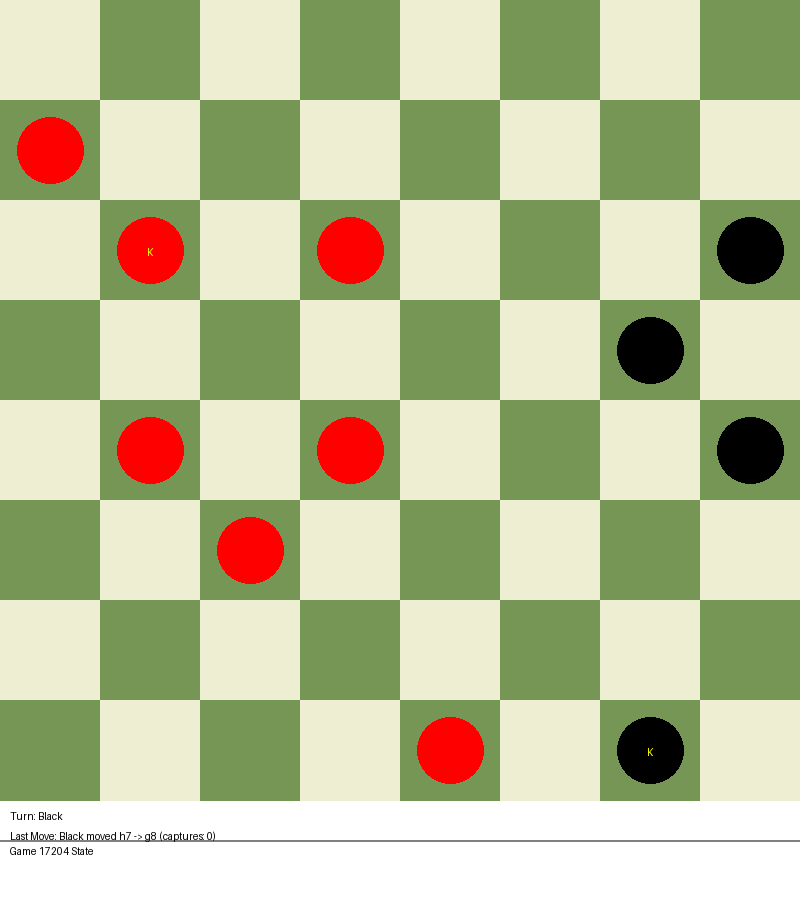 K
K
Turn: Black
Last Move: Black moved h7 -> g8 (captures: 0)
Game 17204 State